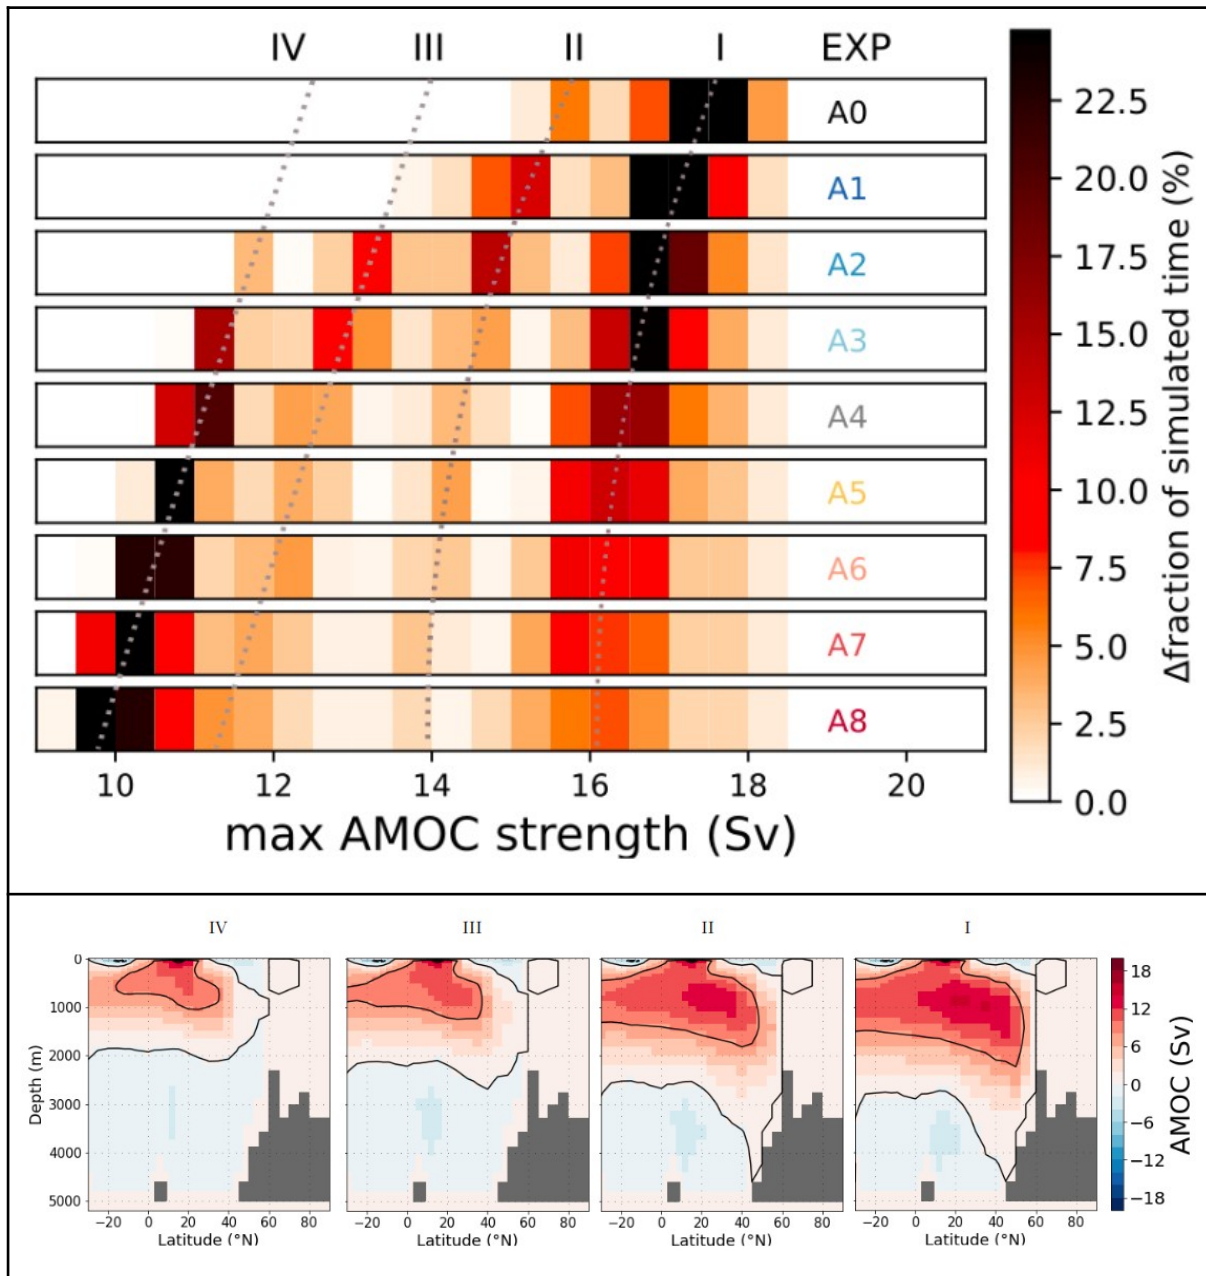 IV III II I EXP
A0
A1
A2
A3
A4
A5
A6
A7
A8
10 12 14 16 18 20
max AMOC strength (Sv)
22.5
20.0
17.5
15.0
12.5
10.0
7.5
5.0
2.5
0.0
Δfraction of simulated time (%)
IV III II I
0
1000
2000
3000
4000
5000
Depth (m)
−20 0 20 40 60 80
Latitude (°N)
−20 0 20 40 60 80
Latitude (°N)
−20 0 20 40 60 80
Latitude (°N)
−20 0 20 40 60 80
Latitude (°N)
18
12
6
0
−6
−12
−18
AMOC (Sv)